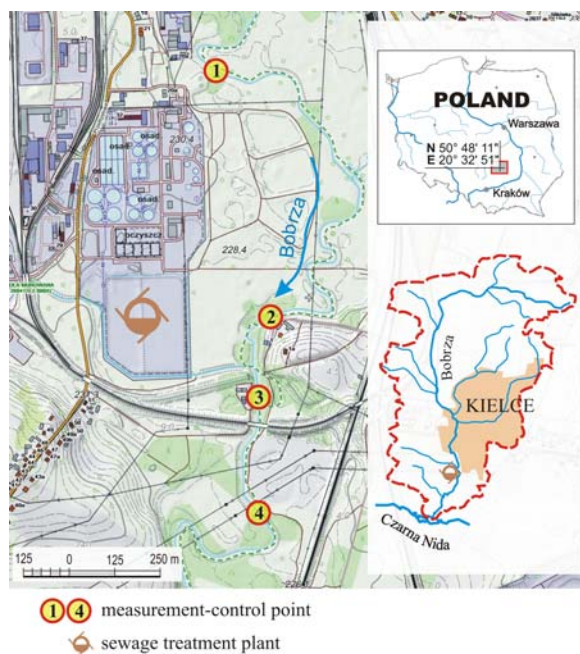 1
230,4
osad.
osad.
osad.
osad.
oczyszcz.
228,4
Bobrza
2
3
4
125 0 125 250 m
POLAND
Warszawa
N 50° 48' 11"
E 20° 32' 51"
Kraków
Bobrza
KIELCE
Czarna Nida
1 4 measurement-control point
sewage treatment plant